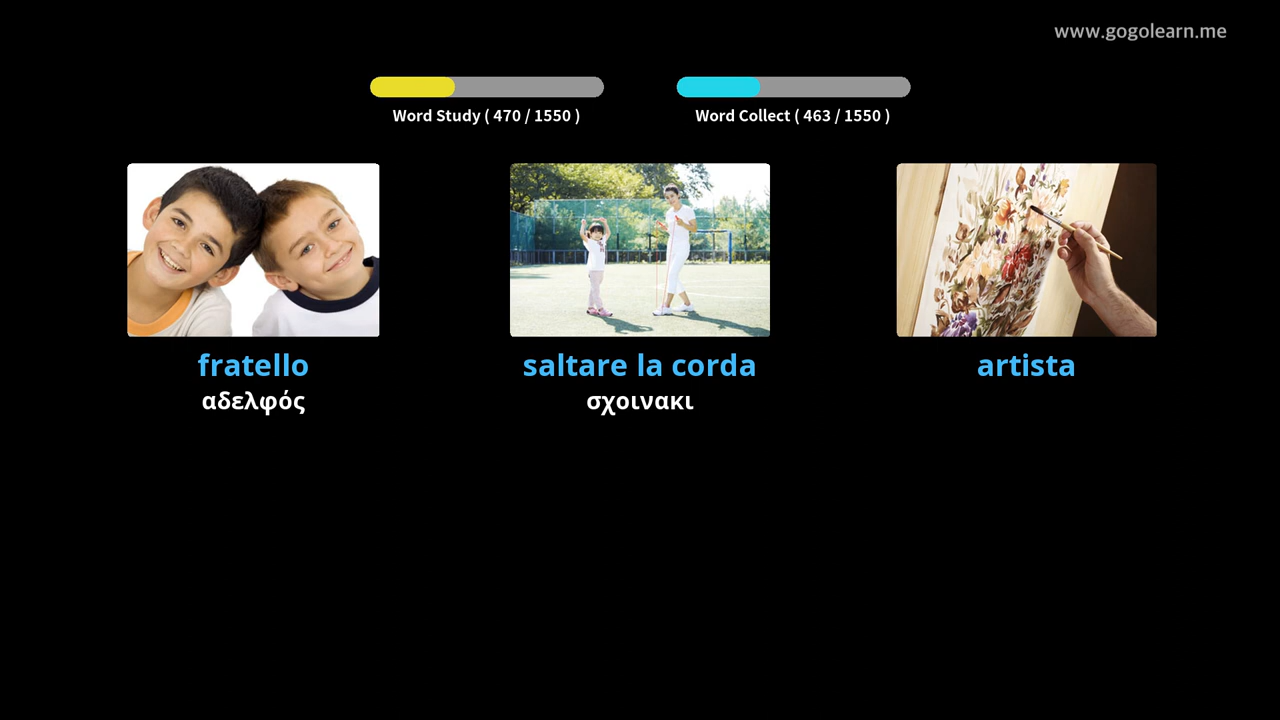 www.gogolearn.me
Word Study ( 470 / 1550 )
Word Collect ( 463 / 1550 )
fratello
αδελφός
saltare la corda
σχοινακι
artista